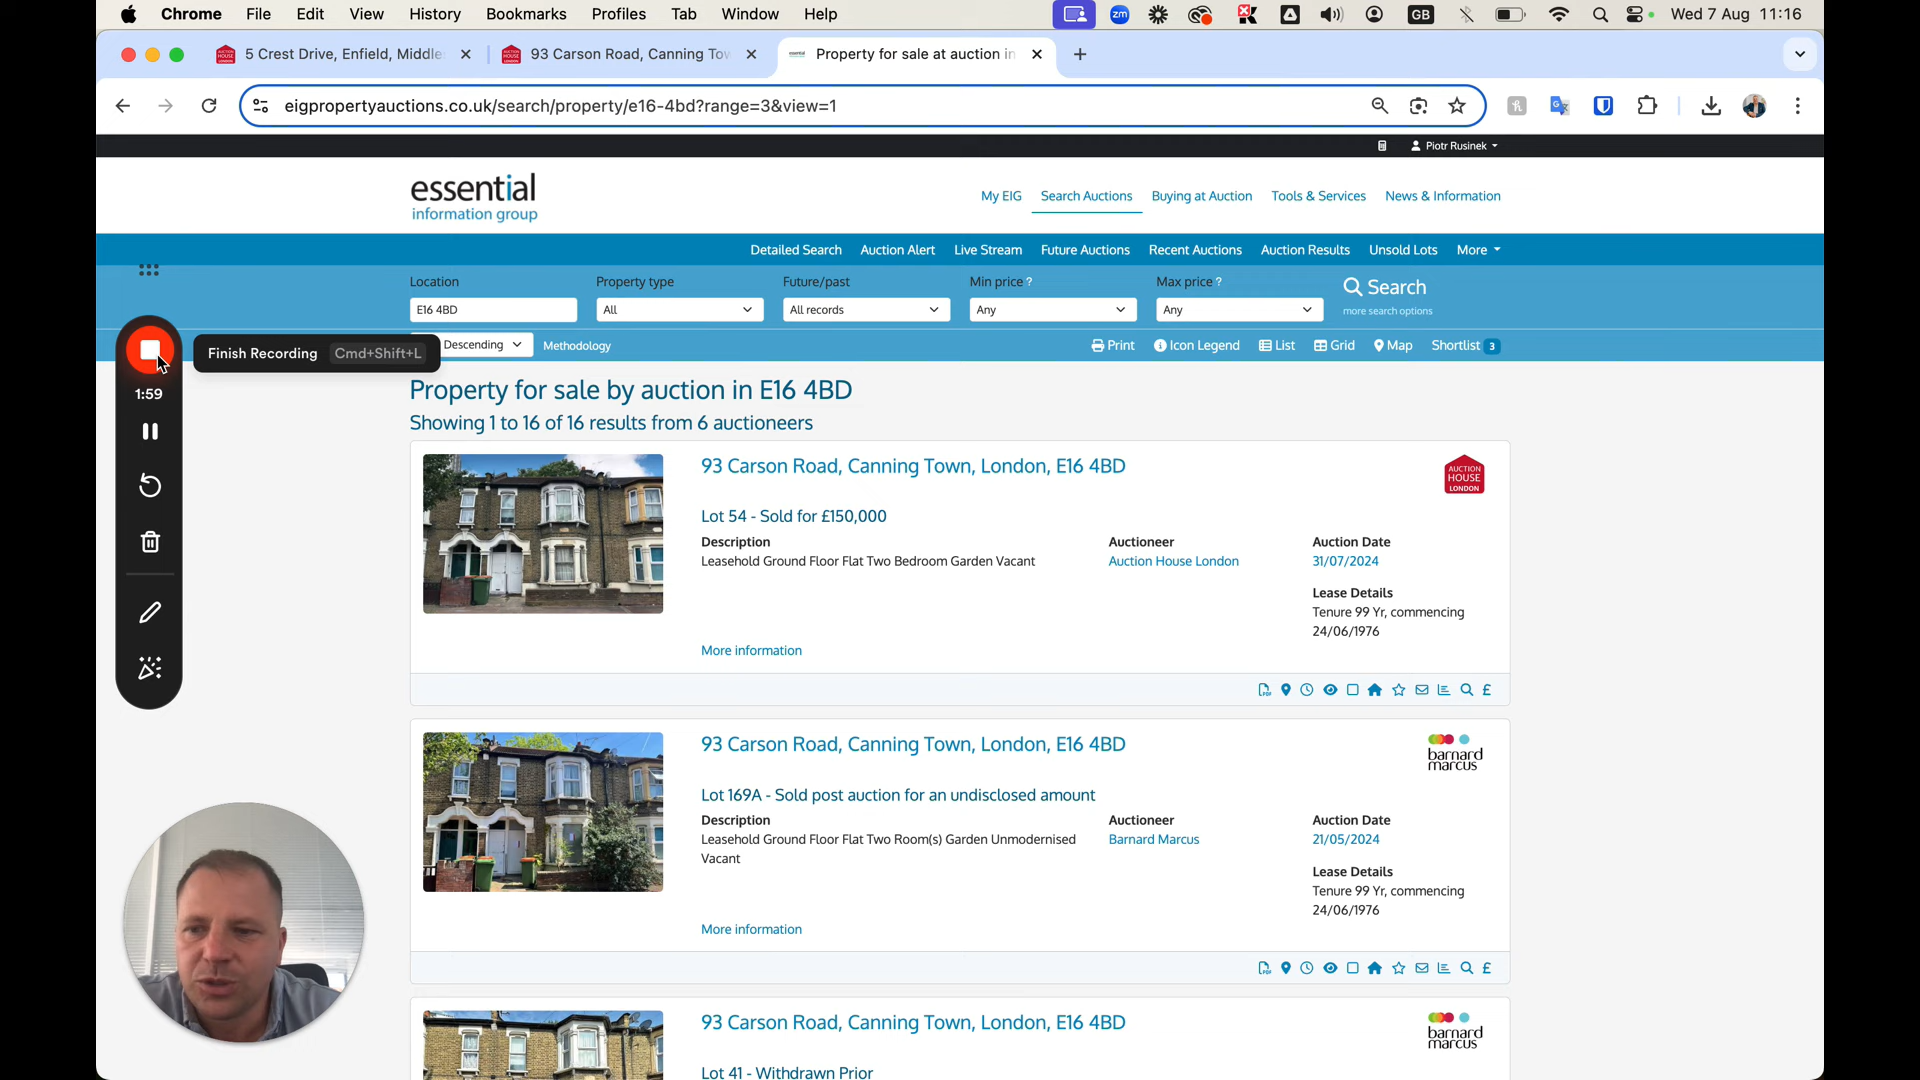 Chrome File Edit View History Bookmarks Profiles Tab Window Help zm GB Wed 7 Aug 11:16
5 Crest Drive, Enfield, Middle 93 Carson Road, Canning Tow Property for sale at auction in
eigpropertyauctions.co.uk/search/property/e16-4bd?range=3&view=1
Piotr Rusinek
essential
information group
My EIG Search Auctions Buying at Auction Tools & Services News & Information
Detailed Search Auction Alert Live Stream Future Auctions Recent Auctions Auction Results Unsold Lots More
Location Property type Future/past Min price ? Max price ? Search
E16 4BD All All records Any Any more search options
Finish Recording Cmd+Shift+L Descending Methodology Print Icon Legend List Grid Map Shortlist 3
1:59
Property for sale by auction in E16 4BD
Showing 1 to 16 of 16 results from 6 auctioneers
93 Carson Road, Canning Town, London, E16 4BD
AUCTION
HOUSE
LONDON
Lot 54 - Sold for £150,000
Description Auctioneer Auction Date
Leasehold Ground Floor Flat Two Bedroom Garden Vacant Auction House London 31/07/2024
Lease Details
Tenure 99 Yr, commencing
24/06/1976
More information
93 Carson Road, Canning Town, London, E16 4BD
barnard
marcus
Lot 169A - Sold post auction for an undisclosed amount
Description Auctioneer Auction Date
Leasehold Ground Floor Flat Two Room(s) Garden Unmodernised Barnard Marcus 21/05/2024
Vacant
Lease Details
Tenure 99 Yr, commencing
24/06/1976
More information
93 Carson Road, Canning Town, London, E16 4BD
barnard
marcus
Lot 41 - Withdrawn Prior